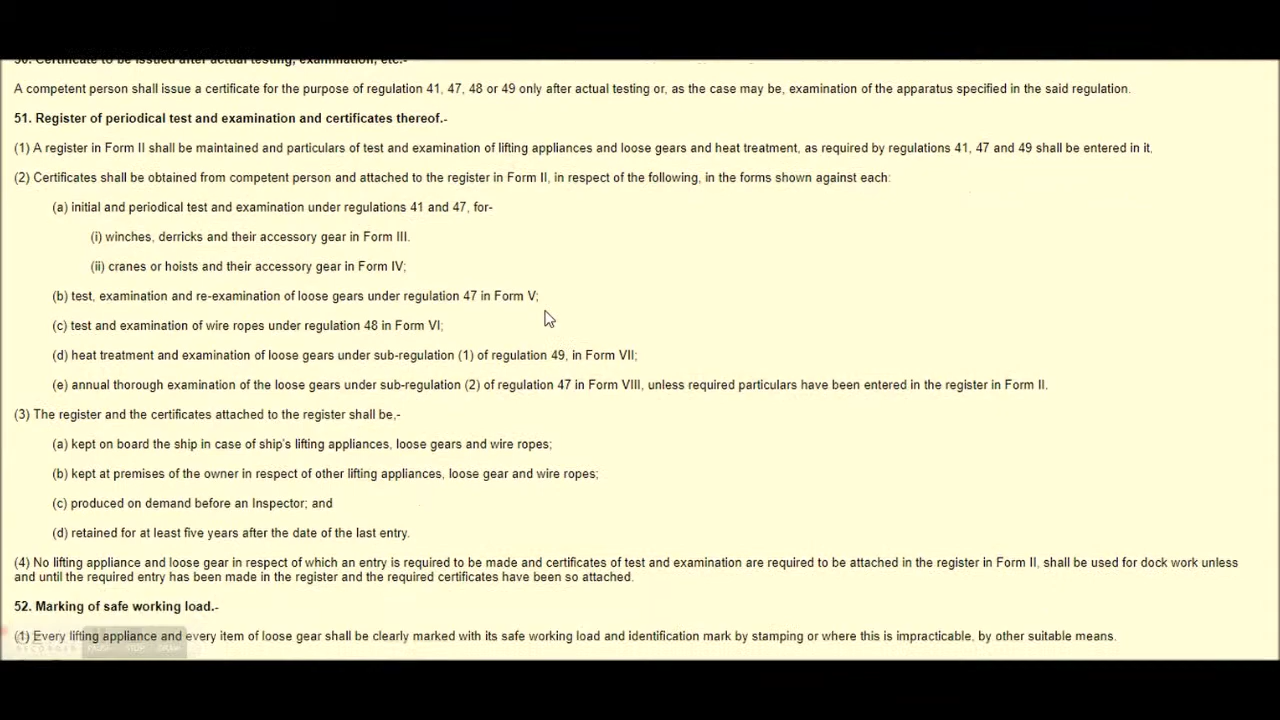 50. Certificate to be issued after actual testing, examination, etc.-
A competent person shall issue a certificate for the purpose of regulation 41, 47, 48 or 49 only after actual testing or, as the case may be, examination of the apparatus specified in the said regulation.
51. Register of periodical test and examination and certificates thereof.-
(1) A register in Form II shall be maintained and particulars of test and examination of lifting appliances and loose gears and heat treatment, as required by regulations 41, 47 and 49 shall be entered in it.
(2) Certificates shall be obtained from competent person and attached to the register in Form II, in respect of the following, in the forms shown against each:
(a) initial and periodical test and examination under regulations 41 and 47, for-
(i) winches, derricks and their accessory gear in Form III.
(ii) cranes or hoists and their accessory gear in Form IV;
(b) test, examination and re-examination of loose gears under regulation 47 in Form V;
(c) test and examination of wire ropes under regulation 48 in Form VI;
(d) heat treatment and examination of loose gears under sub-regulation (1) of regulation 49, in Form VII;
(e) annual thorough examination of the loose gears under sub-regulation (2) of regulation 47 in Form VIII, unless required particulars have been entered in the register in Form II.
(3) The register and the certificates attached to the register shall be,-
(a) kept on board the ship in case of ship's lifting appliances, loose gears and wire ropes;
(b) kept at premises of the owner in respect of other lifting appliances, loose gear and wire ropes;
(c) produced on demand before an Inspector; and
(d) retained for at least five years after the date of the last entry.
(4) No lifting appliance and loose gear in respect of which an entry is required to be made and certificates of test and examination are required to be attached in the register in Form II, shall be used for dock work unless
and until the required entry has been made in the register and the required certificates have been so attached.
52. Marking of safe working load.-
(1) Every lifting appliance and every item of loose gear shall be clearly marked with its safe working load and identification mark by stamping or where this is impracticable, by other suitable means.